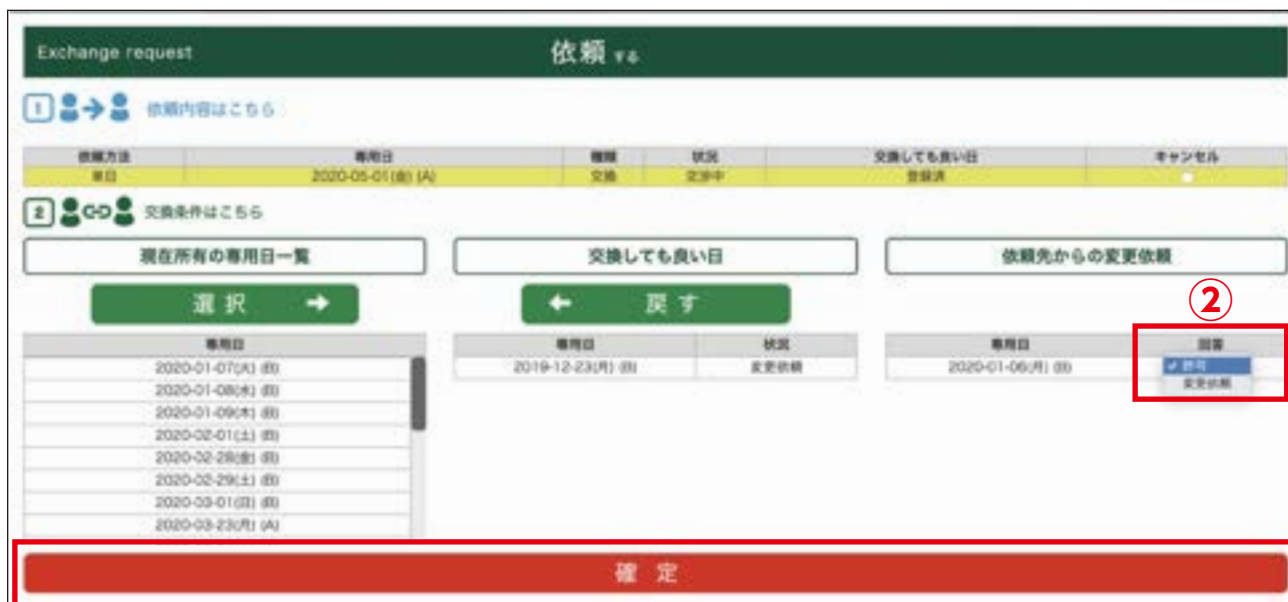 Exchange request 依頼する
1 依頼内容はこちら
依頼方法 専用日 種類 状況 交換しても良い日 キャンセル
単日 2020-05-01(金) (A) 交換 交渉中 登録済
2 交換条件はこちら
現在所有の専用日一覧 交換しても良い日 依頼先からの変更依頼
選択 → ← 戻す
②
専用日 専用日 状況 専用日 回答
2020-01-07(火) (B) 2019-12-23(月) (B) 変更依頼 2020-01-06(月) (B) ✓ 許可
2020-01-08(水) (B) 変更依頼
2020-01-09(木) (B)
2020-02-01(土) (B)
2020-02-28(金) (B)
2020-02-29(土) (B)
2020-03-01(日) (B)
2020-03-23(月) (A)
確定